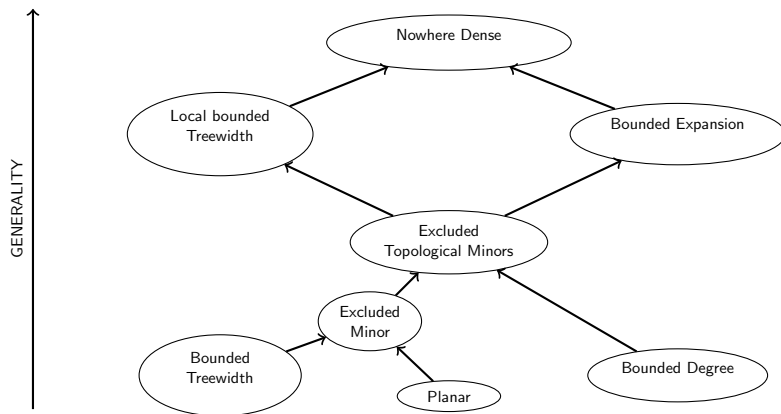 Nowhere Dense
Local bounded
Treewidth
Bounded Expansion
GENERALITY
Excluded
Topological Minors
Excluded
Minor
Bounded
Treewidth
Bounded Degree
Planar